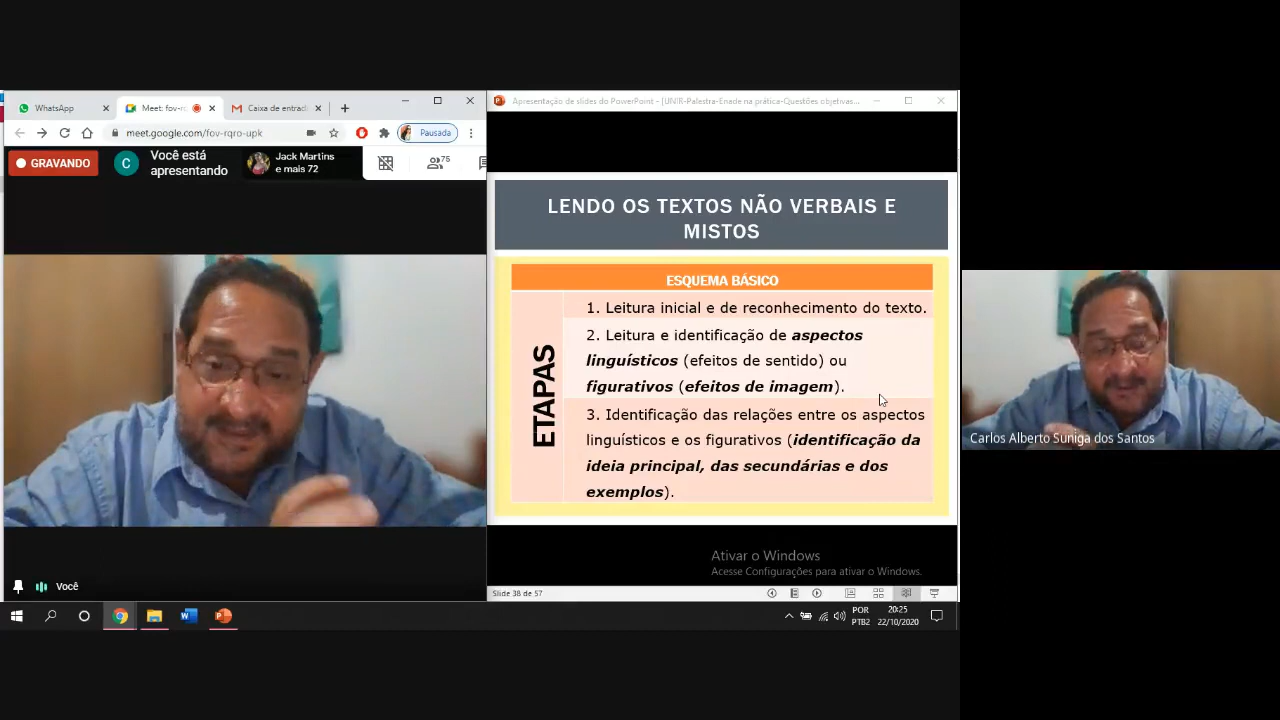 WhatsApp
Meet: fov-r
Caixa de entrad
meet.google.com/fov-rqro-upk
Pausada
GRAVANDO
C
Você está
apresentando
Jack Martins
e mais 72
75
Você
Apresentação de slides do PowerPoint - [UNIR-Palestra-Enade na prática-Questões objetivas...
LENDO OS TEXTOS NÃO VERBAIS E
MISTOS
ESQUEMA BÁSICO
ETAPAS
1. Leitura inicial e de reconhecimento do texto.
2. Leitura e identificação de aspectos
linguísticos (efeitos de sentido) ou
figurativos (efeitos de imagem).
3. Identificação das relações entre os aspectos
linguísticos e os figurativos (identificação da
ideia principal, das secundárias e dos
exemplos).
Ativar o Windows
Acesse Configurações para ativar o Windows.
Slide 38 de 57
POR
PTB2
20:25
22/10/2020
Carlos Alberto Suniga dos Santos